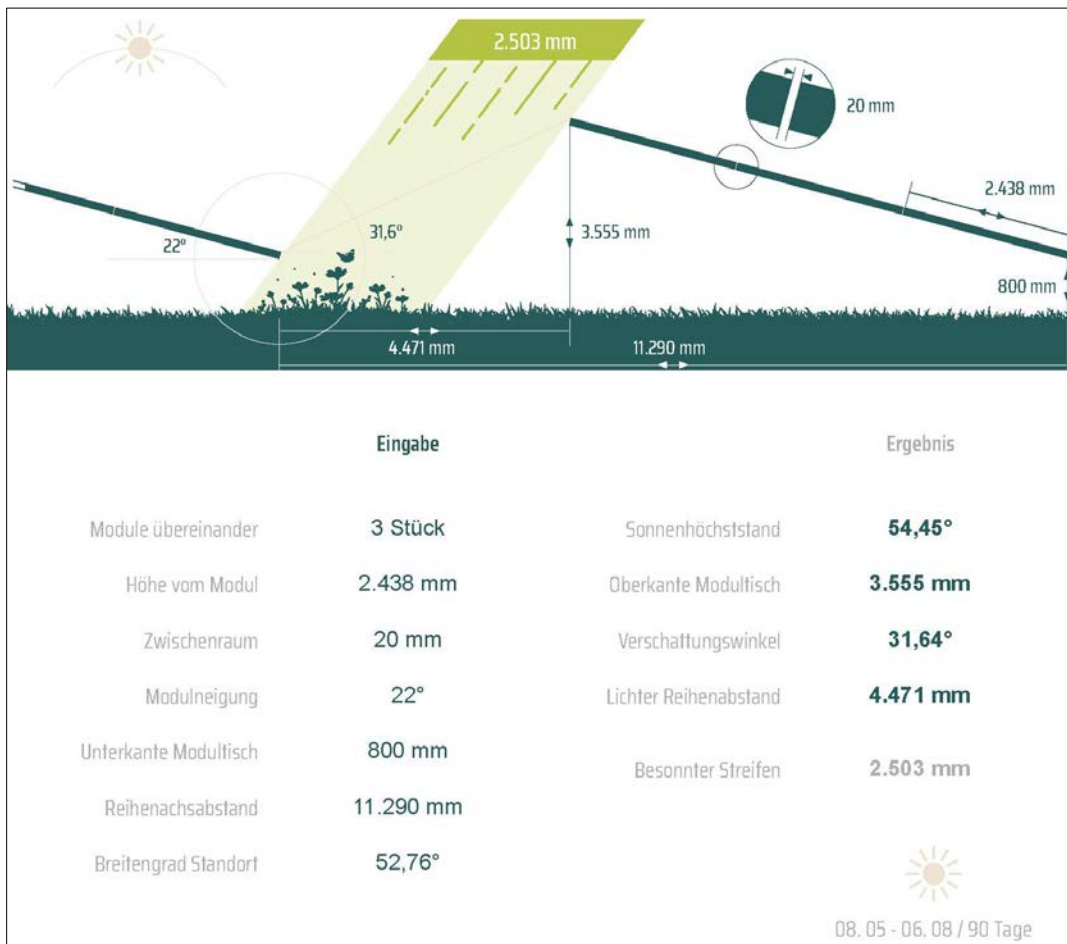 2.503 mm
20 mm
2.438 mm
22°
31,6°
3.555 mm
800 mm
4.471 mm
11.290 mm
Eingabe
Ergebnis
Module übereinander 3 Stück
Sonnenhöchststand 54,45°
Höhe vom Modul 2.438 mm
Oberkante Modultisch 3.555 mm
Zwischenraum 20 mm
Verschattungswinkel 31,64°
Modulneigung 22°
Lichter Reihenabstand 4.471 mm
Unterkante Modultisch 800 mm
Besonnter Streifen 2.503 mm
Reihenachsabstand 11.290 mm
Breitengrad Standort 52,76°
08. 05 - 06. 08 / 90 Tage